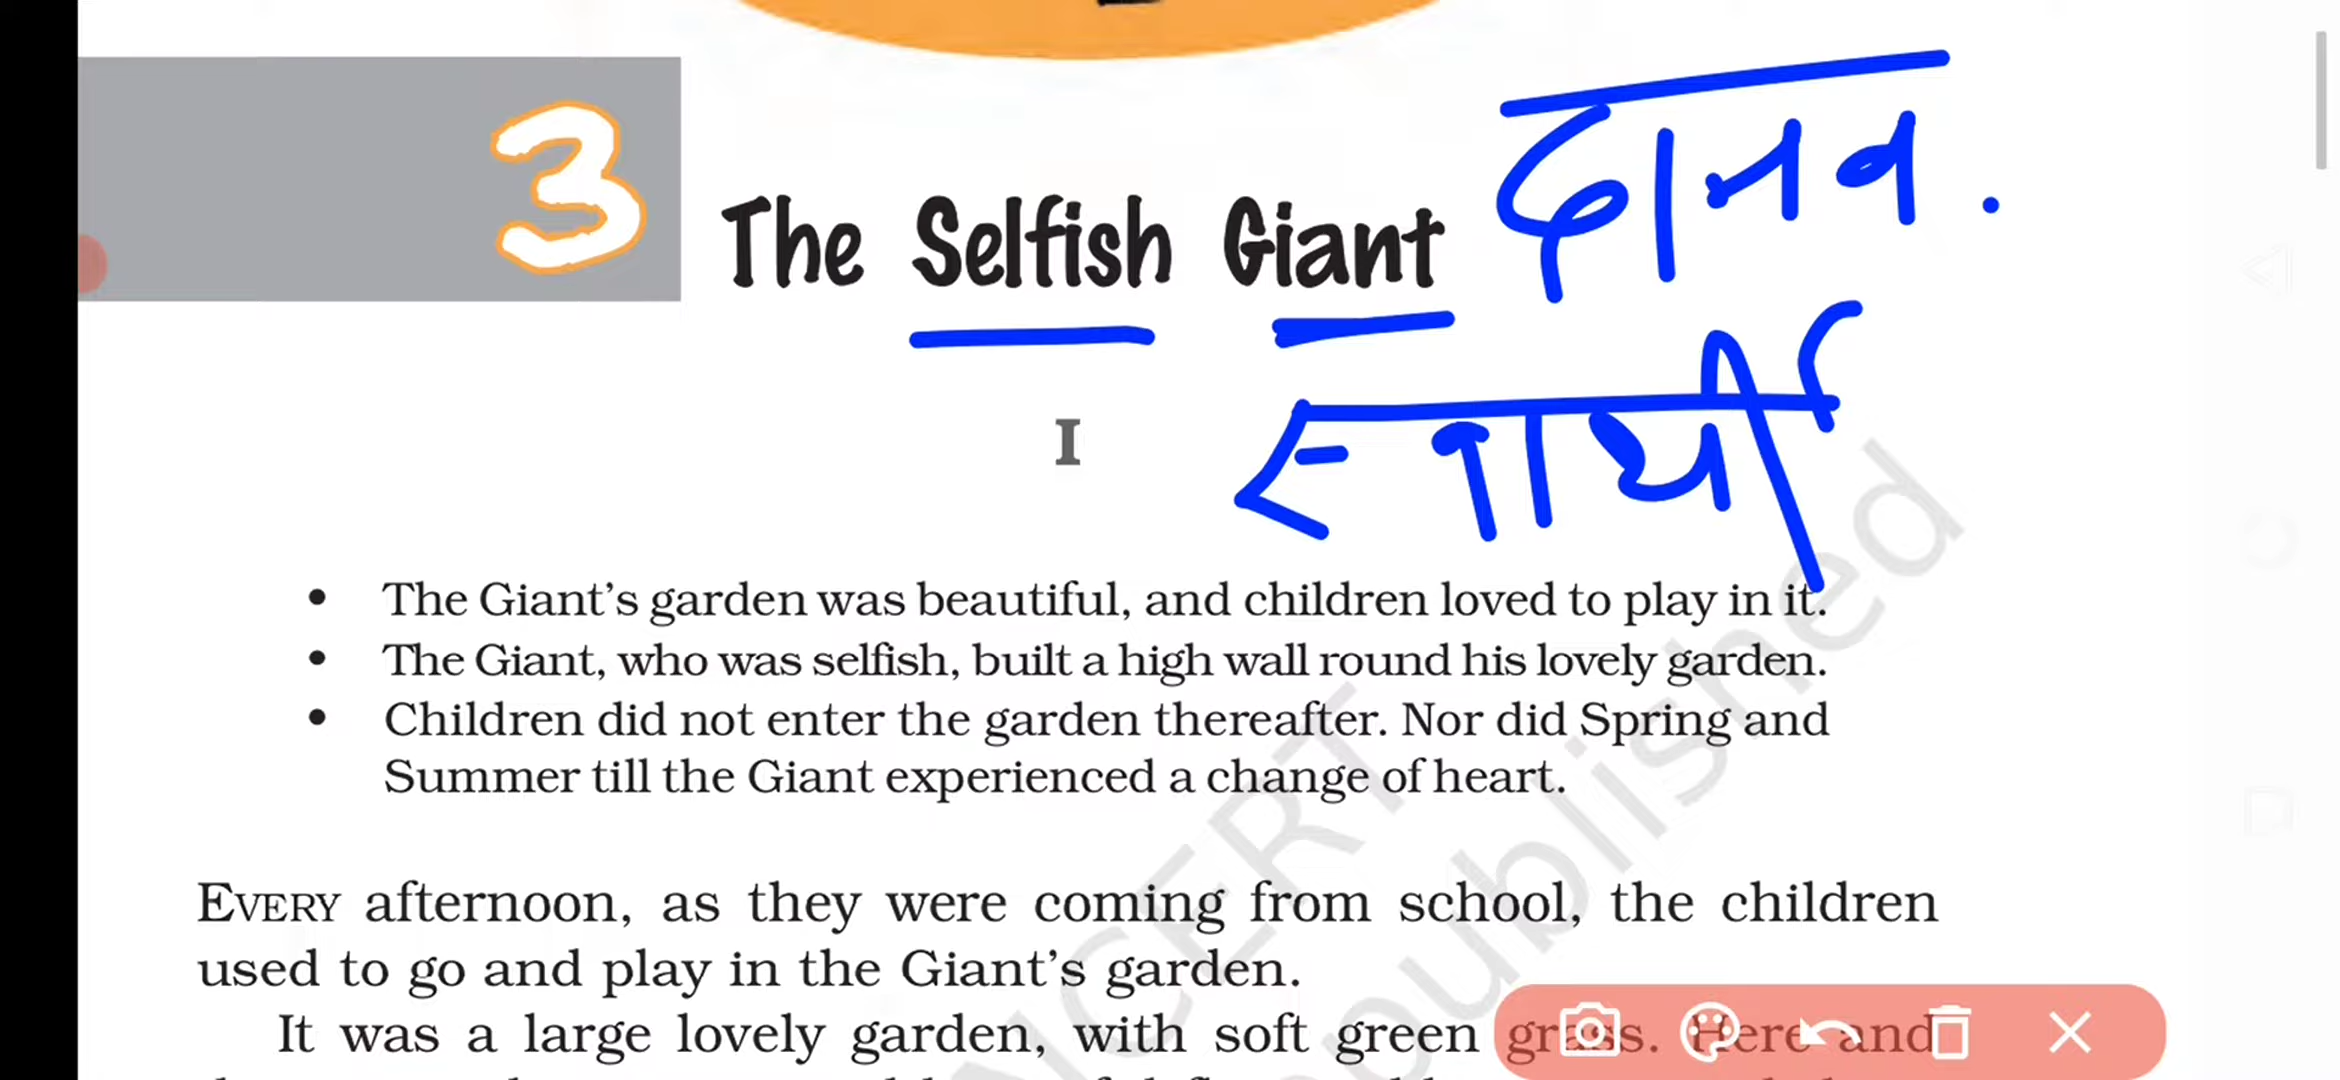 3
The Selfish Giant दानव.
स्वार्थी
I
• The Giant's garden was beautiful, and children loved to play in it.
• The Giant, who was selfish, built a high wall round his lovely garden.
• Children did not enter the garden thereafter. Nor did Spring and
Summer till the Giant experienced a change of heart.
EVERY afternoon, as they were coming from school, the children
used to go and play in the Giant's garden.
It was a large lovely garden, with soft green grass. Here and
NCERT
published